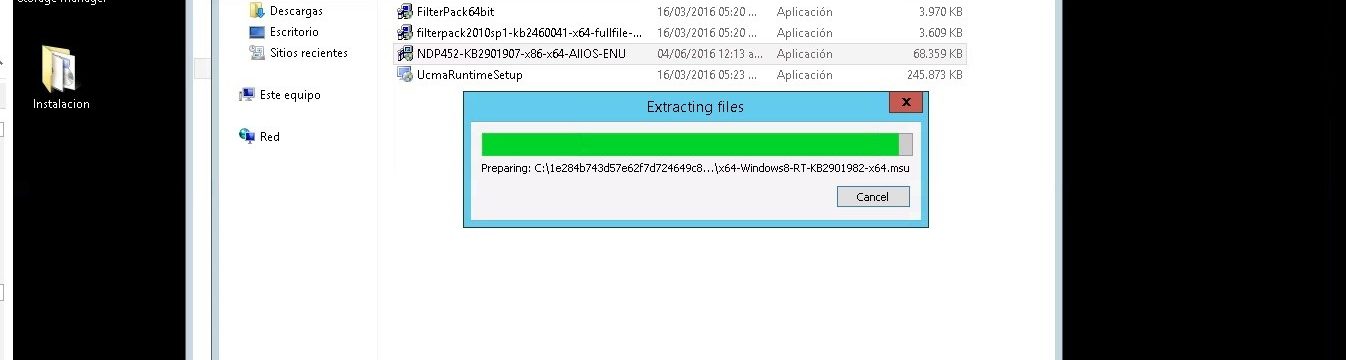 Storage Manager
Descargas
Escritorio
Sitios recientes
Este equipo
Red
Instalacion
FilterPack64bit 16/03/2016 05:20 ... Aplicación 3.970 KB
filterpack2010sp1-kb2460041-x64-fullfile-... 16/03/2016 05:20 ... Aplicación 3.609 KB
NDP452-KB2901907-x86-x64-AllOS-ENU 04/06/2016 12:13 a... Aplicación 68.359 KB
UcmaRuntimeSetup 16/03/2016 05:23 ... Aplicación 245.873 KB
Extracting files
x
Preparing: C:\1e284b743d57e62f7d724649c8...\x64-Windows8-RT-KB2901982-x64.msu
Cancel